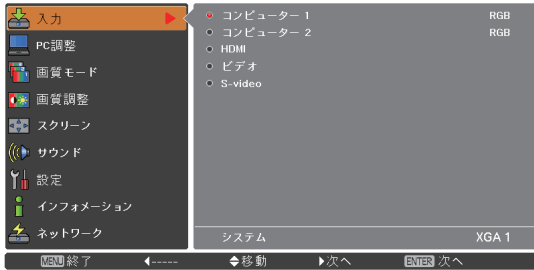 入力
PC調整
画質モード
画質調整
スクリーン
サウンド
設定
インフォメーション
ネットワーク
コンピューター 1 RGB
コンピューター 2 RGB
HDMI
ビデオ
S-video
システム XGA 1
MENU 終了 ----- 移動 次へ ENTER 次へ